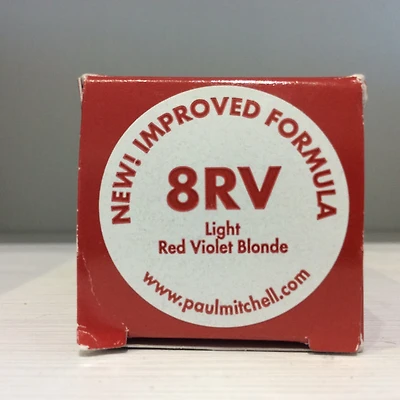 NEW! IMPROVED FORMULA
8RV
Light
Red Violet Blonde
www.paulmitchell.com